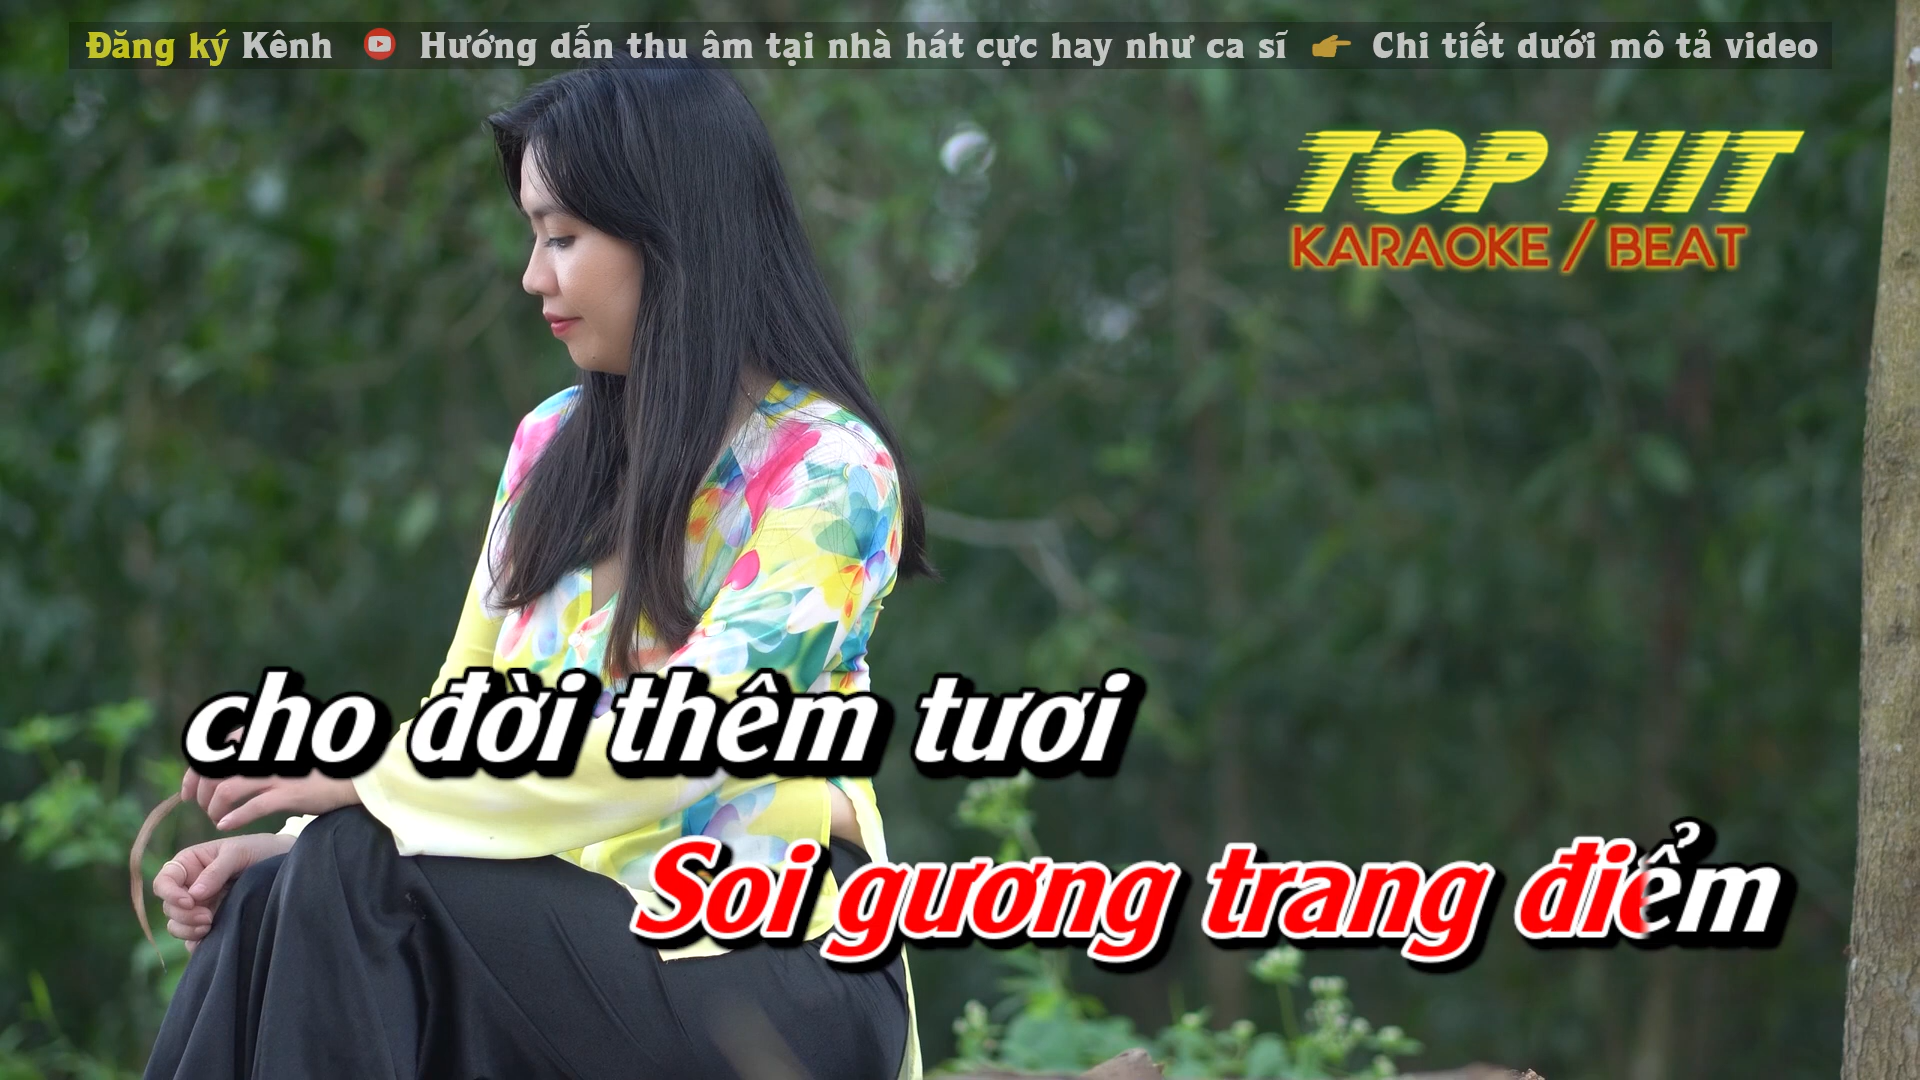 Đăng ký Kênh Hướng dẫn thu âm tại nhà hát cực hay như ca sĩ Chi tiết dưới mô tả video
TOP HIT
KARAOKE / BEAT
cho đời thêm tươi
Soi gương trang điểm